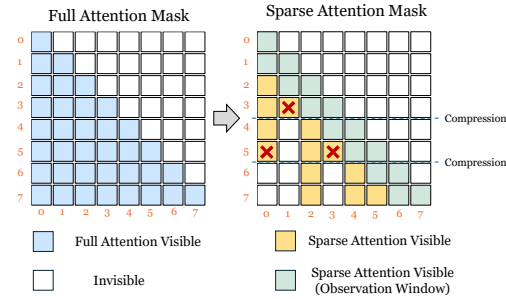 Full Attention Mask
Sparse Attention Mask
0
1
2
3
4
5
6
7
0 1 2 3 4 5 6 7
0
1
2
3
4
5
6
7
0 1 2 3 4 5 6 7
Compression
Compression
Full Attention Visible
Invisible
Sparse Attention Visible
Sparse Attention Visible
(Observation Window)